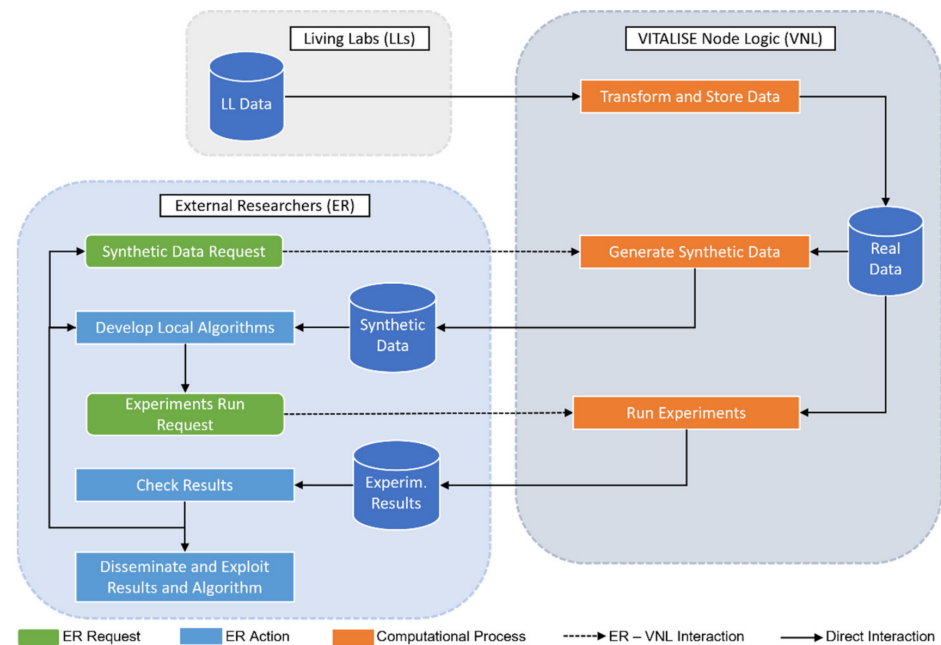 Living Labs (LLs)
VITALISE Node Logic (VNL)
LL Data
Transform and Store Data
External Researchers (ER)
Synthetic Data Request
Generate Synthetic Data
Real
Data
Develop Local Algorithms
Synthetic
Data
Experiments Run
Request
Run Experiments
Check Results
Experim.
Results
Disseminate and Exploit
Results and Algorithm
ER Request
ER Action
Computational Process
ER – VNL Interaction
Direct Interaction